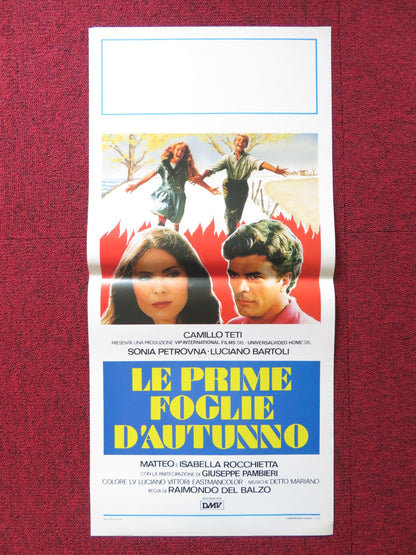 CAMILLO TETI
PRESENTA UNA PRODUZIONE VIP INTERNATIONAL FILMS SRL. - UNIVERSALVIDEO HOME SRL.
SONIA PETROVNA - LUCIANO BARTOLI
LE PRIME
FOGLIE
D'AUTUNNO
MATTEO E ISABELLA ROCCHIETTA
CON LA PARTECIPAZIONE DI GIUSEPPE PAMBIERI
COLORE LV LUCIANO VITTORI EASTMANCOLOR - MUSICHE DETTO MARIANO
REGIA DI RAIMONDO DEL BALZO
DMV